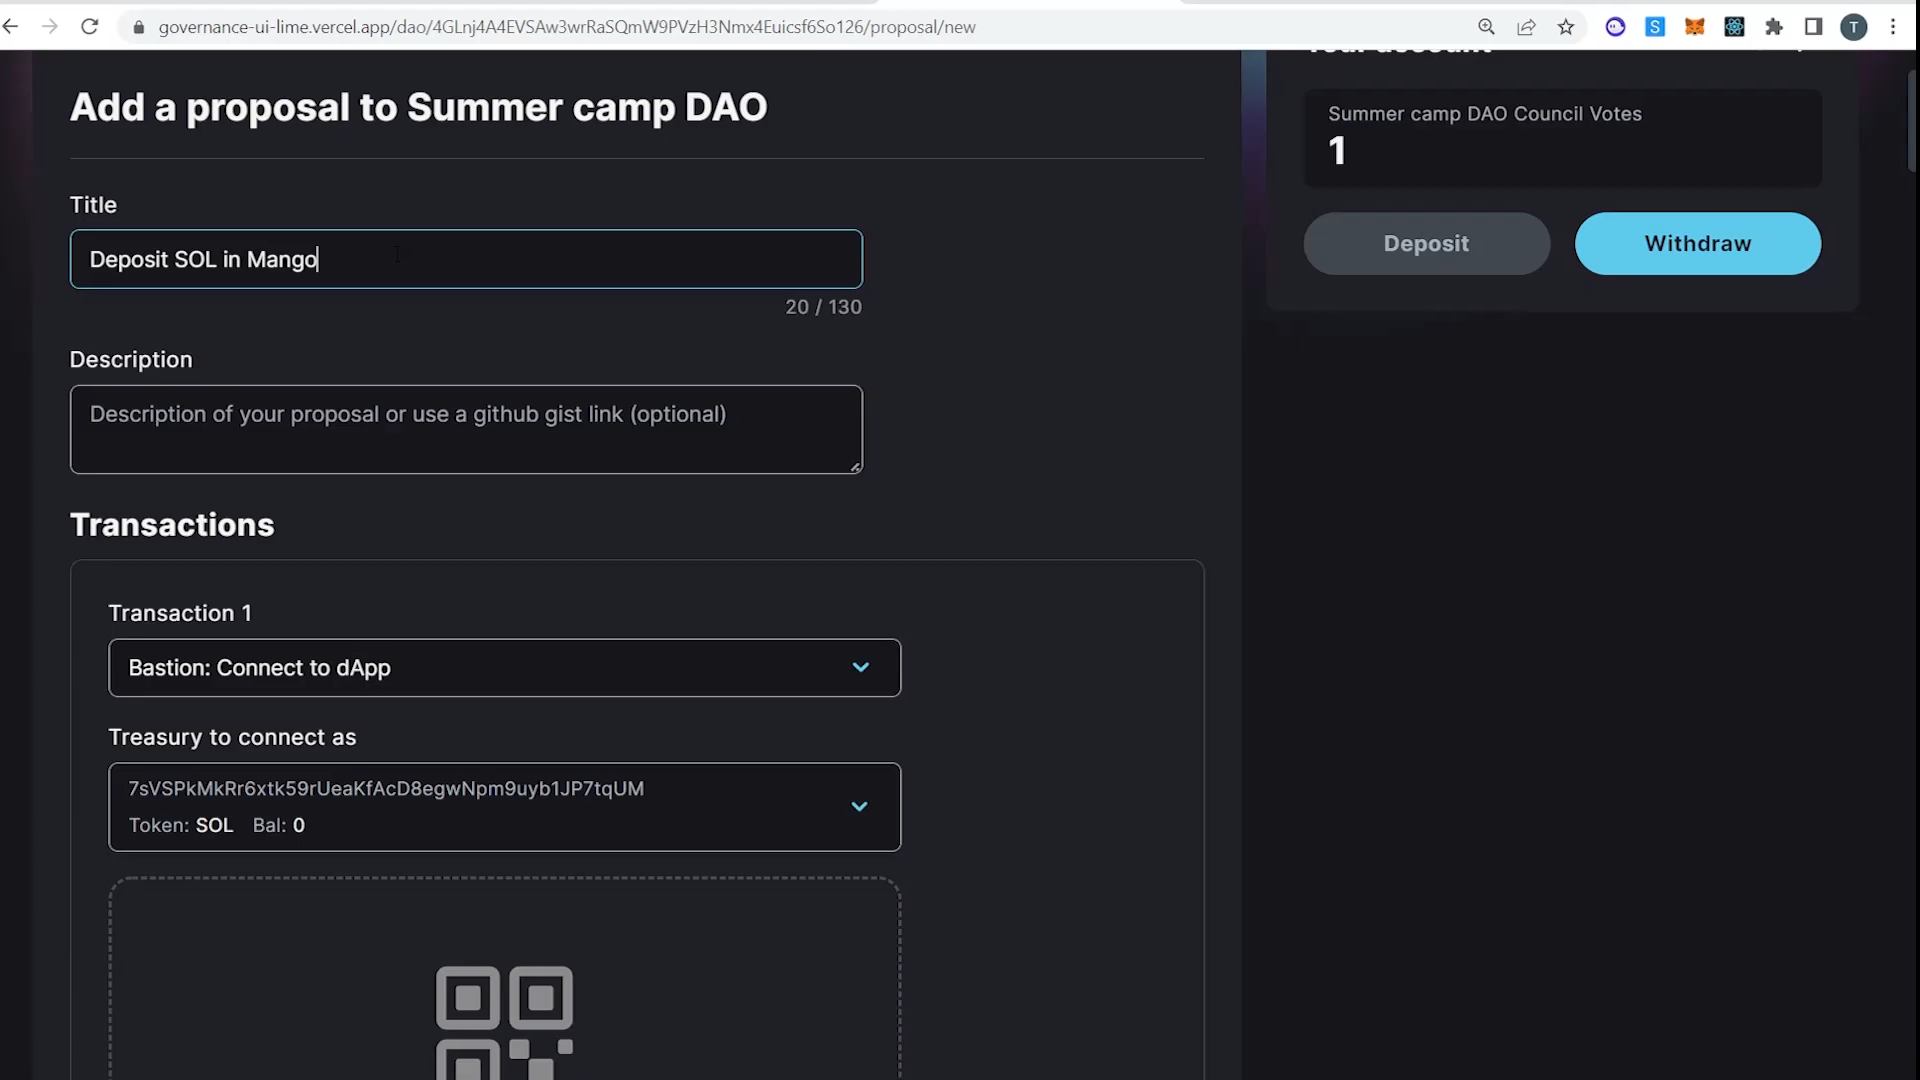 governance-ui-lime.vercel.app/dao/4GLnj4A4EVSAw3wrRaSQmW9PVzH3Nmx4Euicsf6So126/proposal/new
S
T
Add a proposal to Summer camp DAO
Title
Deposit SOL in Mango
20 / 130
Description
Description of your proposal or use a github gist link (optional)
Transactions
Transaction 1
Bastion: Connect to dApp
Treasury to connect as
7sVSPkMkRr6xtk59rUeaKfAcD8egwNpm9uyb1JP7tqUM
Token: SOL Bal: 0
Your account
Summer camp DAO Council Votes
1
Deposit
Withdraw